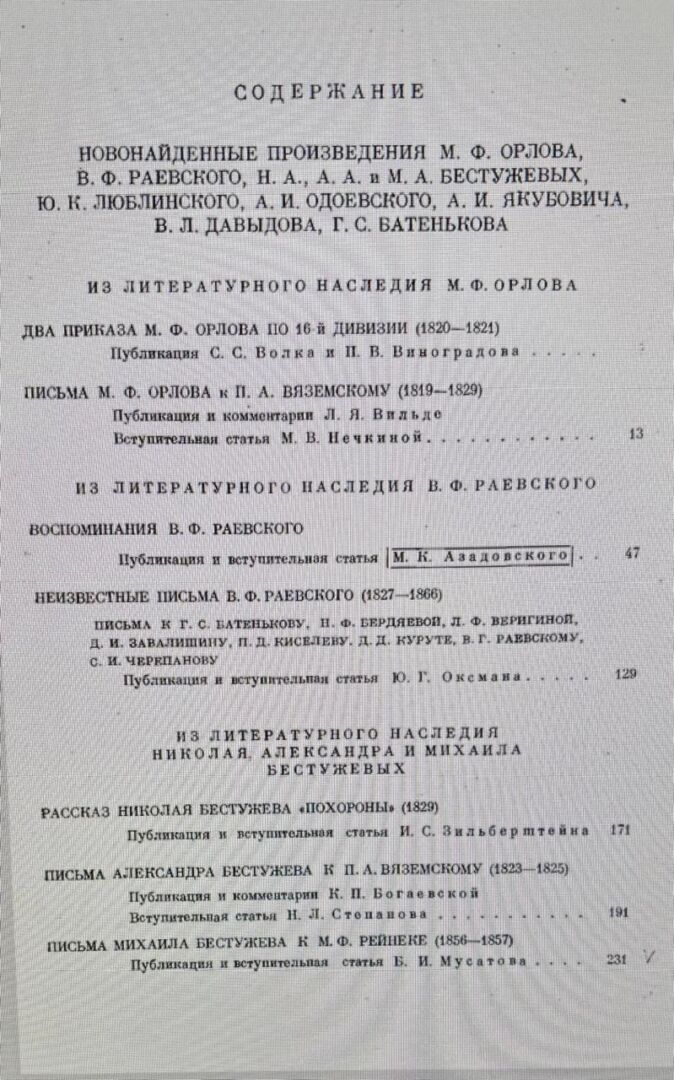 СОДЕРЖАНИЕ
НОВОНАЙДЕННЫЕ ПРОИЗВЕДЕНИЯ М. Ф. ОРЛОВА,
В. Ф. РАЕВСКОГО, Н. А., А. А. и М. А. БЕСТУЖЕВЫХ,
Ю. К. ЛЮБЛИНСКОГО, А. И. ОДОЕВСКОГО, А. И. ЯКУБОВИЧА,
В. Л. ДАВЫДОВА, Г. С. БАТЕНЬКОВА
ИЗ ЛИТЕРАТУРНОГО НАСЛЕДИЯ М. Ф. ОРЛОВА
ДВА ПРИКАЗА М. Ф. ОРЛОВА ПО 16-й ДИВИЗИИ (1820—1821)
Публикация С. С. Волка и П. В. Виноградова . . . . .
ПИСЬМА М. Ф. ОРЛОВА к П. А. ВЯЗЕМСКОМУ (1819—1829)
Публикация и комментарии Л. Я. Вильде
Вступительная статья М. В. Нечкиной . . . . . . . . . . . . 13
ИЗ ЛИТЕРАТУРНОГО НАСЛЕДИЯ В. Ф. РАЕВСКОГО
ВОСПОМИНАНИЯ В. Ф. РАЕВСКОГО
Публикация и вступительная статья М. К. Азадовского . . 47
НЕИЗВЕСТНЫЕ ПИСЬМА В. Ф. РАЕВСКОГО (1827—1866)
ПИСЬМА К Г. С. БАТЕНЬКОВУ, Н. Ф. БЕРДЯЕВОЙ, Л. Ф. ВЕРИГИНОЙ,
Д. И. ЗАВАЛИШИНУ, П. Д. КИСЕЛЕВУ, Д. Д. КУРУТЕ, В. Г. РАЕВСКОМУ,
С. И. ЧЕРЕПАНОВУ
Публикация и вступительная статья Ю. Г. Оксмана . . . . . 129
ИЗ ЛИТЕРАТУРНОГО НАСЛЕДИЯ
НИКОЛАЯ, АЛЕКСАНДРА И МИХАИЛА
БЕСТУЖЕВЫХ
РАССКАЗ НИКОЛАЯ БЕСТУЖЕВА «ПОХОРОНЫ» (1829)
Публикация и вступительная статья И. С. Зильберштейна 171
ПИСЬМА АЛЕКСАНДРА БЕСТУЖЕВА К П. А. ВЯЗЕМСКОМУ (1823—1825)
Публикация и комментарии К. П. Богаевской
Вступительная статья Н. Л. Степанова . . . . . . . . . . . 191
ПИСЬМА МИХАИЛА БЕСТУЖЕВА К М. Ф. РЕЙНЕКЕ (1856—1857)
Публикация и вступительная статья Б. И. Мусатова . . . . 231